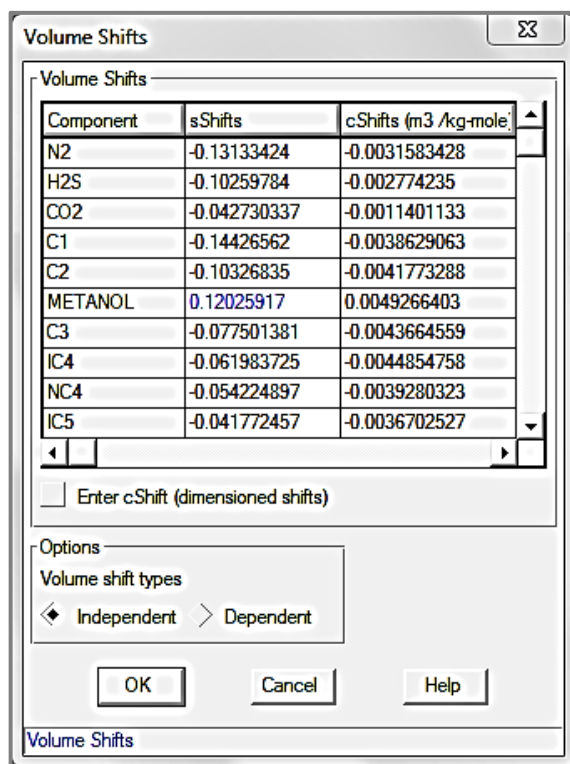 Volume Shifts
Volume Shifts
Component sShifts cShifts (m3 /kg-mole)
N2 -0.13133424 -0.0031583428
H2S -0.10259784 -0.002774235
CO2 -0.042730337 -0.0011401133
C1 -0.14426562 -0.0038629063
C2 -0.10326835 -0.0041773288
METANOL 0.12025917 0.0049266403
C3 -0.077501381 -0.0043664559
IC4 -0.061983725 -0.0044854758
NC4 -0.054224897 -0.0039280323
IC5 -0.041772457 -0.0036702527
Enter cShift (dimensioned shifts)
Options
Volume shift types
Independent Dependent
OK Cancel Help
Volume Shifts